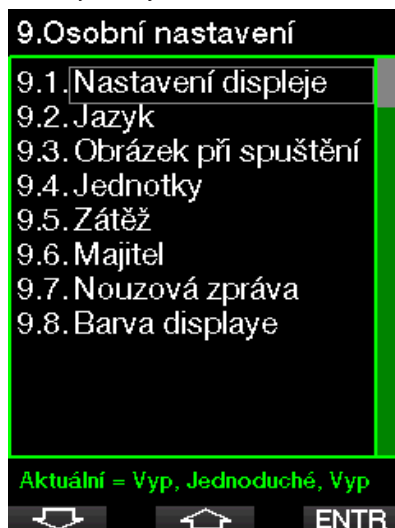 9.Osobní nastavení
9.1. Nastavení displeje
9.2. Jazyk
9.3. Obrázek při spuštění
9.4. Jednotky
9.5. Zátěž
9.6. Majitel
9.7. Nouzová zpráva
9.8. Barva displaye
Aktuální = Vyp, Jednoduché, Vyp
ENTR